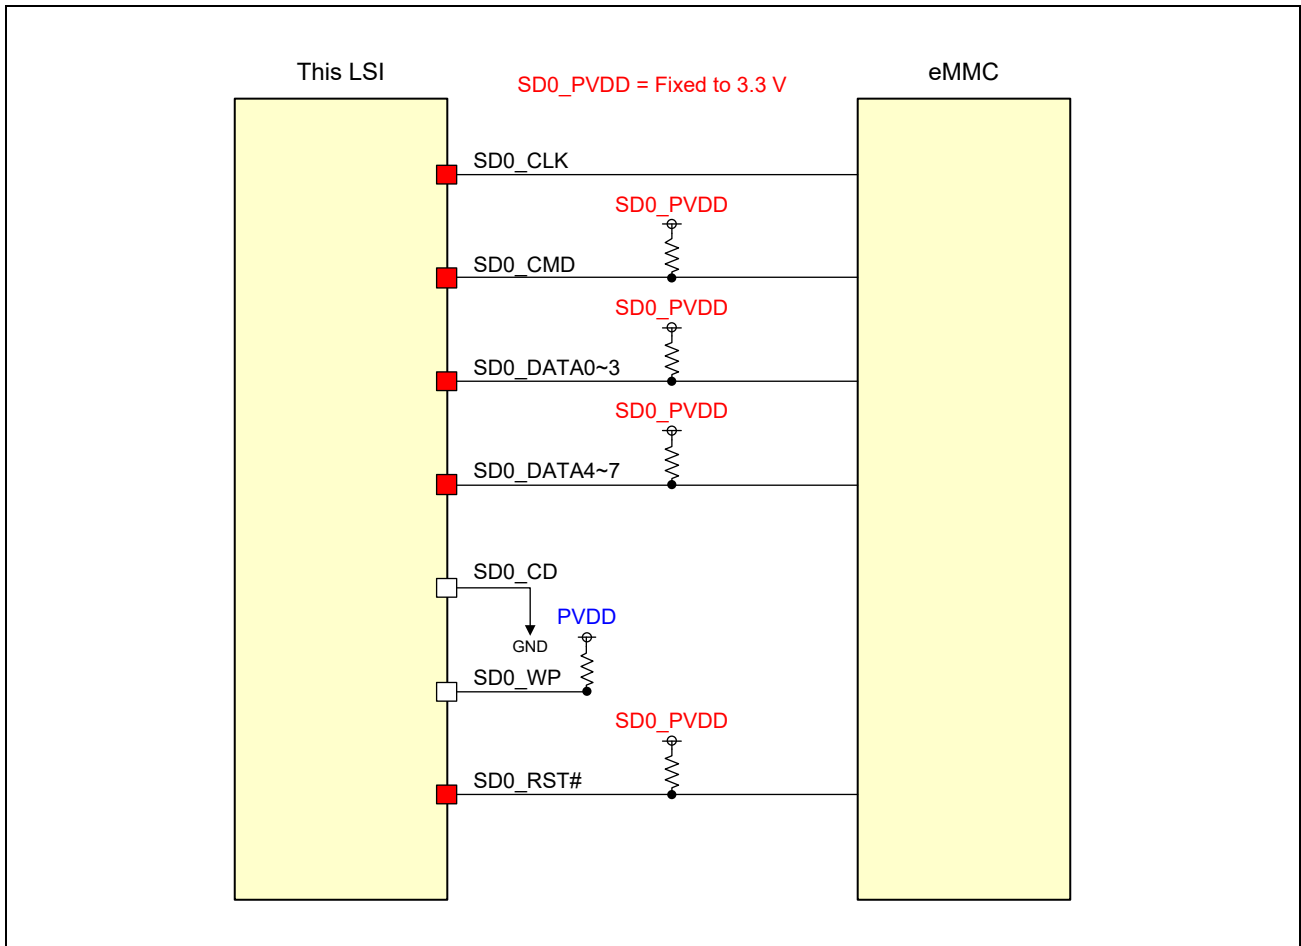 This LSI
SD0_PVDD = Fixed to 3.3 V
eMMC
SD0_CLK
SD0_PVDD
SD0_CMD
SD0_PVDD
SD0_DATA0~3
SD0_PVDD
SD0_DATA4~7
SD0_CD
PVDD
GND
SD0_WP
SD0_PVDD
SD0_RST#